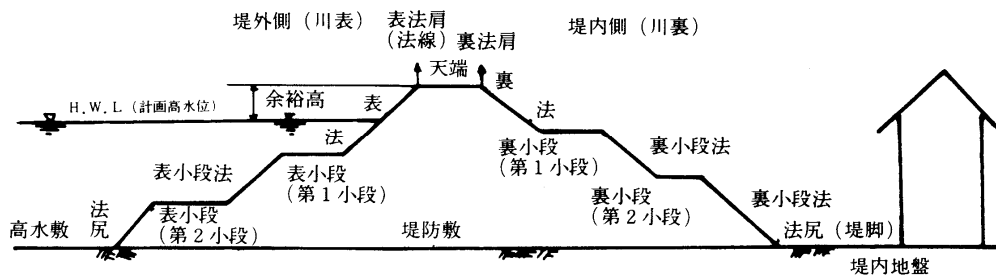 堤外側（川表）
表法肩
（法線）
裏法肩
堤内側（川裏）
天端
H.W.L（計画高水位）
余裕高
表
法
裏
法
表小段
（第１小段）
裏小段
（第１小段）
裏小段法
表小段法
法
尻
表小段
（第２小段）
裏小段
（第２小段）
裏小段法
高水敷
堤防敷
法尻（堤脚）
堤内地盤